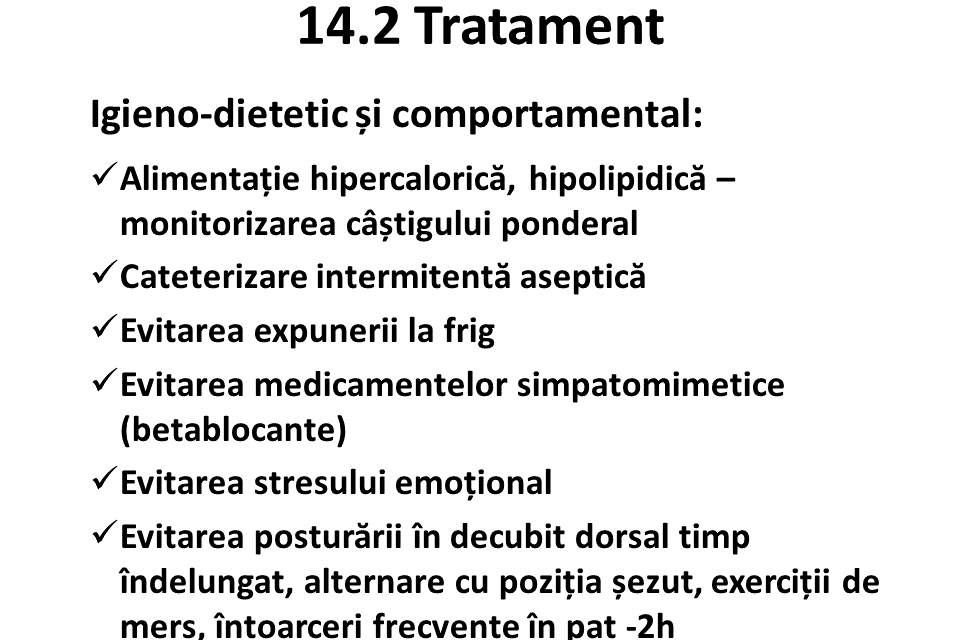 14.2 Tratament
Igieno-dietetic și comportamental:
✓Alimentație hipercalorică, hipolipidică –
monitorizarea câștigului ponderal
✓Cateterizare intermitentă aseptică
✓Evitarea expunerii la frig
✓Evitarea medicamentelor simpatomimetice
(betablocante)
✓Evitarea stresului emoțional
✓Evitarea posturării în decubit dorsal timp
îndelungat, alternare cu poziția șezut, exerciții de
mers, întoarceri frecvente în pat -2h